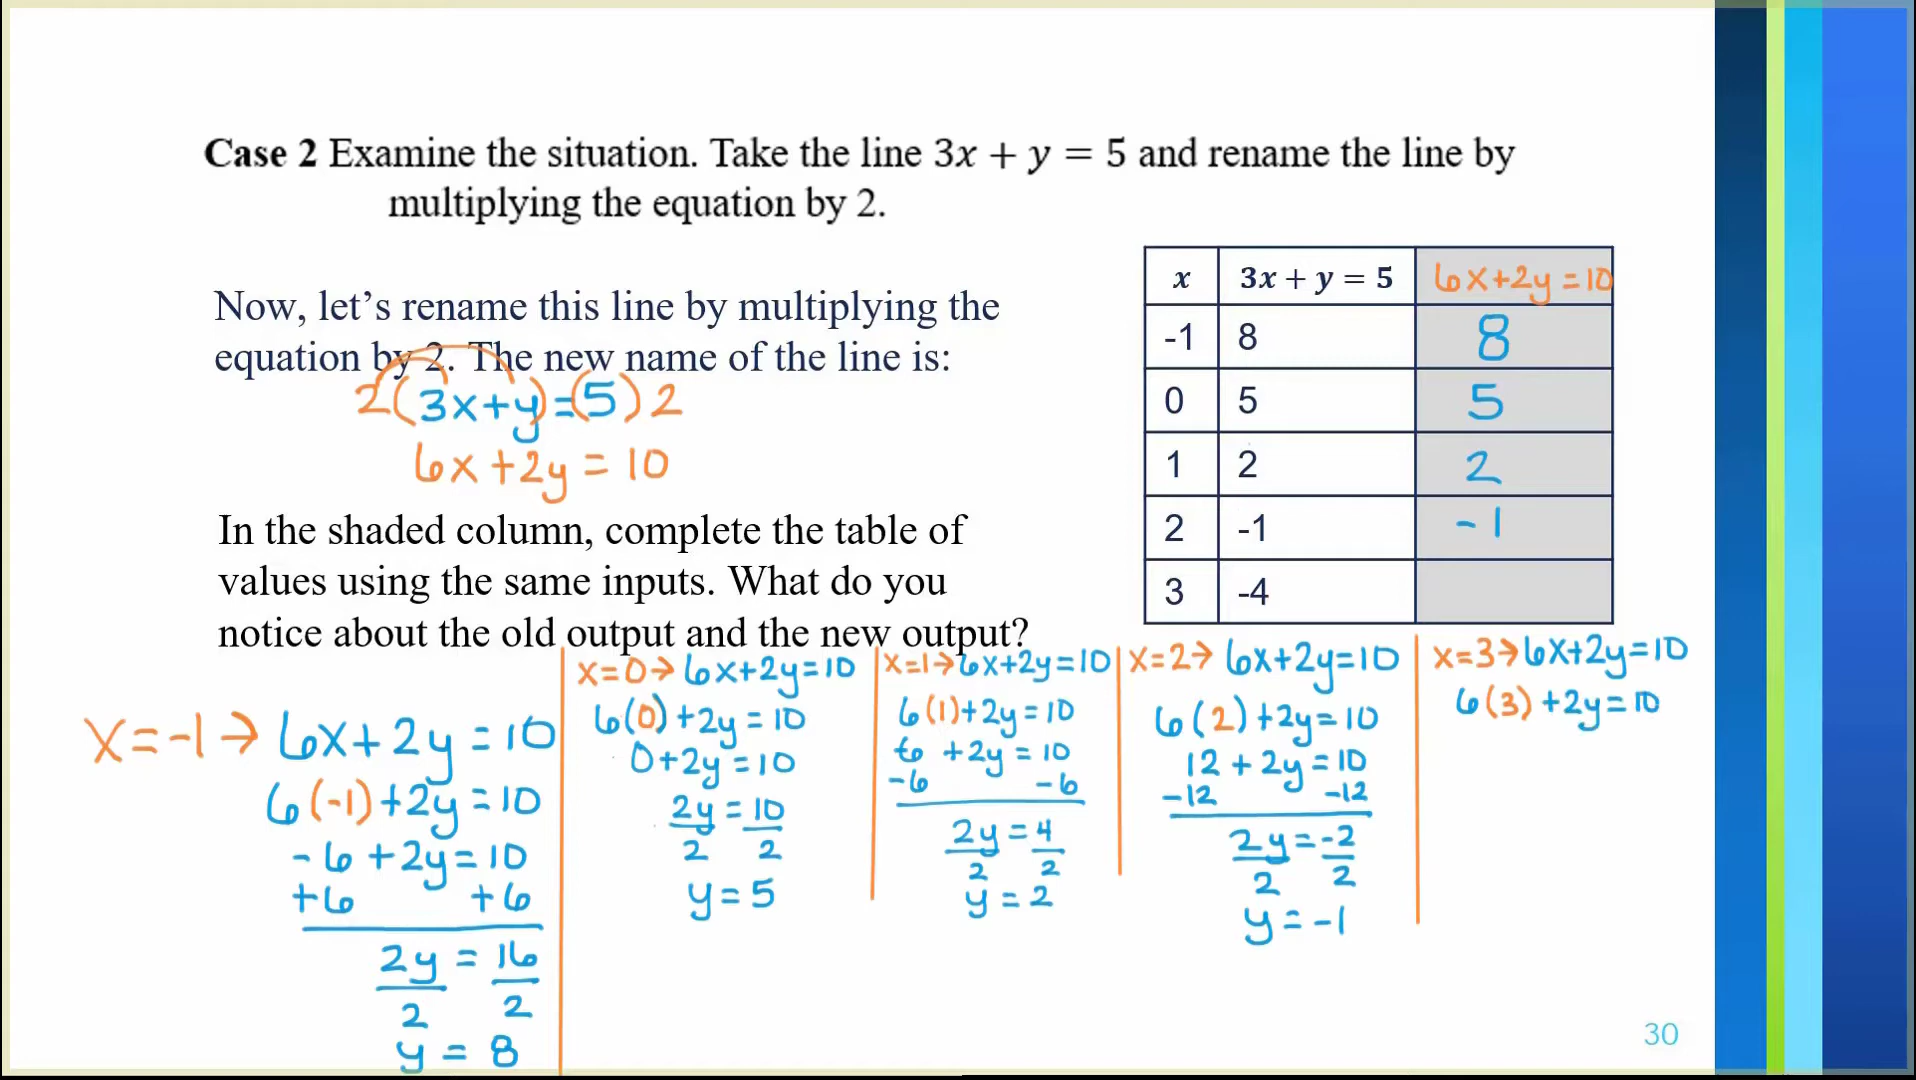 Case 2 Examine the situation. Take the line 3x + y = 5 and rename the line by
multiplying the equation by 2.
Now, let's rename this line by multiplying the
equation by 2. The new name of the line is:
2(3x+y)=(5)2
6x+2y=10
In the shaded column, complete the table of
values using the same inputs. What do you
notice about the old output and the new output?
x 3x + y = 5 6x+2y=10
-1 8 8
0 5 5
1 2 2
2 -1 -1
3 -4
x=-1→ 6x+2y=10
6(-1)+2y=10
-6+2y=10
+6 +6
2y = 16
2 2
y = 8
x=0→ 6x+2y=10
6(0)+2y=10
0+2y=10
2y = 10
2 2
y=5
x=1→6x+2y=10
6(1)+2y=10
6 +2y=10
-6 -6
2y=4
2 2
y=2
x=2→ 6x+2y=10
6(2)+2y=10
12+2y=10
-12 -12
2y=-2
2 2
y=-1
x=3→6x+2y=10
6(3)+2y=10
30